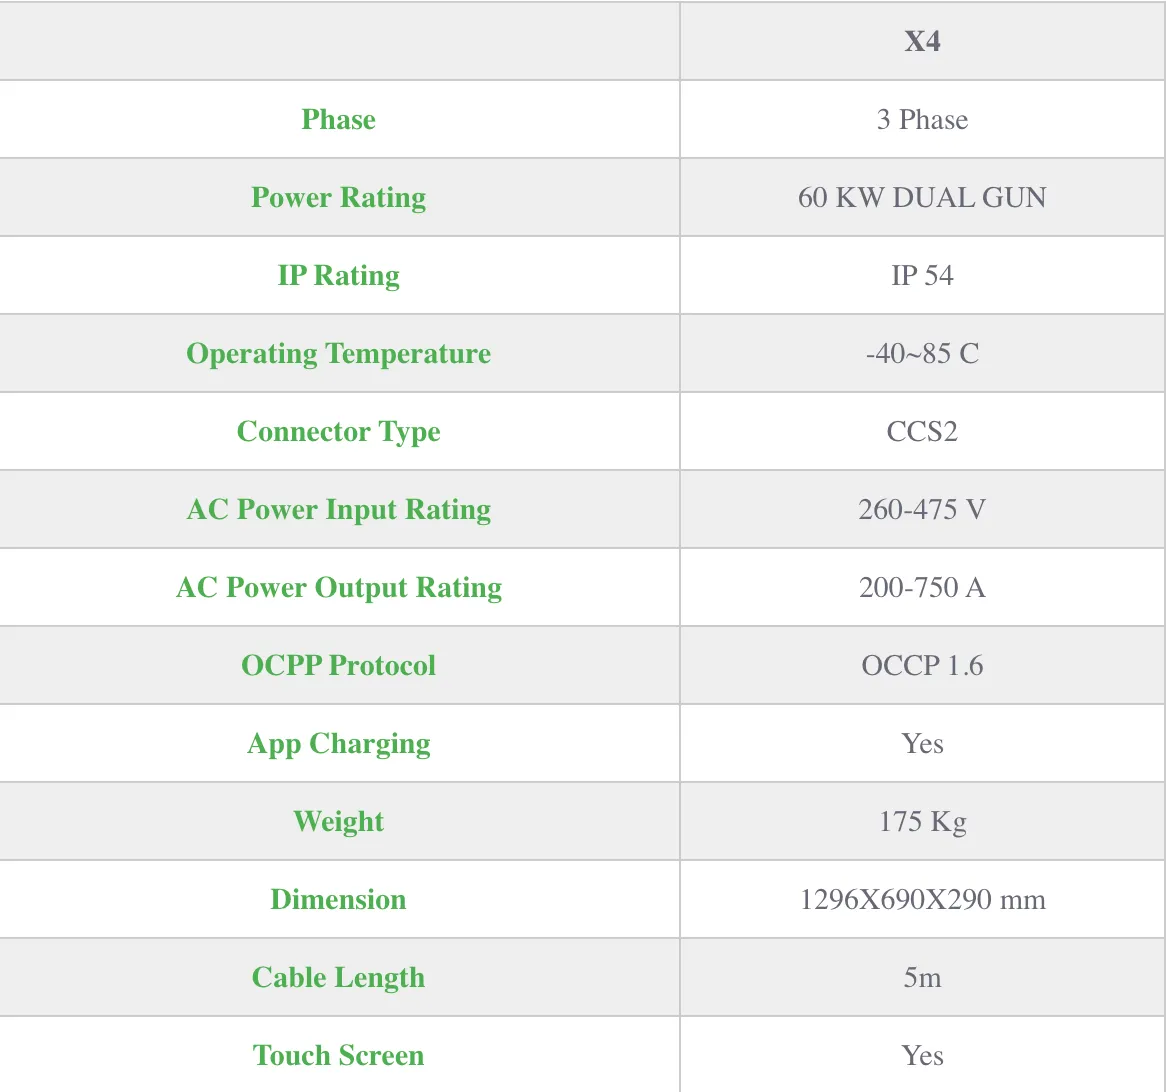 X4
Phase 3 Phase
Power Rating 60 KW DUAL GUN
IP Rating IP 54
Operating Temperature -40~85 C
Connector Type CCS2
AC Power Input Rating 260-475 V
AC Power Output Rating 200-750 A
OCPP Protocol OCCP 1.6
App Charging Yes
Weight 175 Kg
Dimension 1296X690X290 mm
Cable Length 5m
Touch Screen Yes